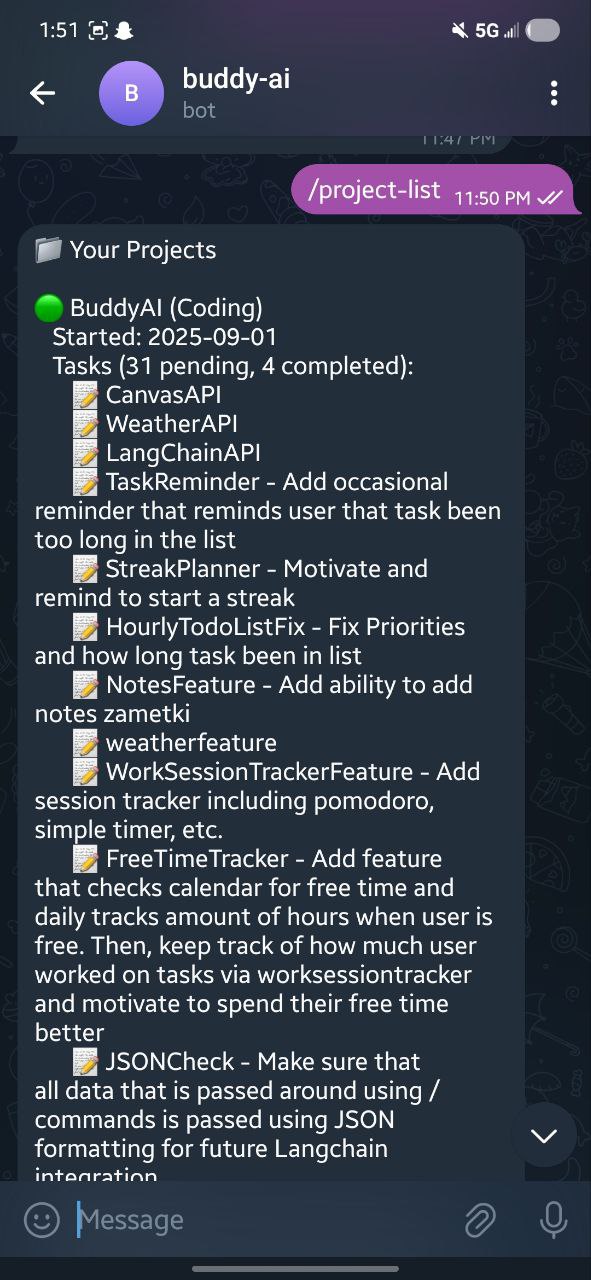 1:51
5G
B
buddy-ai
bot
11:47 PM
/project-list 11:50 PM
Your Projects
BuddyAI (Coding)
Started: 2025-09-01
Tasks (31 pending, 4 completed):
CanvasAPI
WeatherAPI
LangChainAPI
TaskReminder - Add occasional
reminder that reminds user that task been
too long in the list
StreakPlanner - Motivate and
remind to start a streak
HourlyTodoListFix - Fix Priorities
and how long task been in list
NotesFeature - Add ability to add
notes zametki
weatherfeature
WorkSessionTrackerFeature - Add
session tracker including pomodoro,
simple timer, etc.
FreeTimeTracker - Add feature
that checks calendar for free time and
daily tracks amount of hours when user is
free. Then, keep track of how much user
worked on tasks via worksessiontracker
and motivate to spend their free time
better
JSONCheck - Make sure that
all data that is passed around using /
commands is passed using JSON
formatting for future Langchain
integration
Message